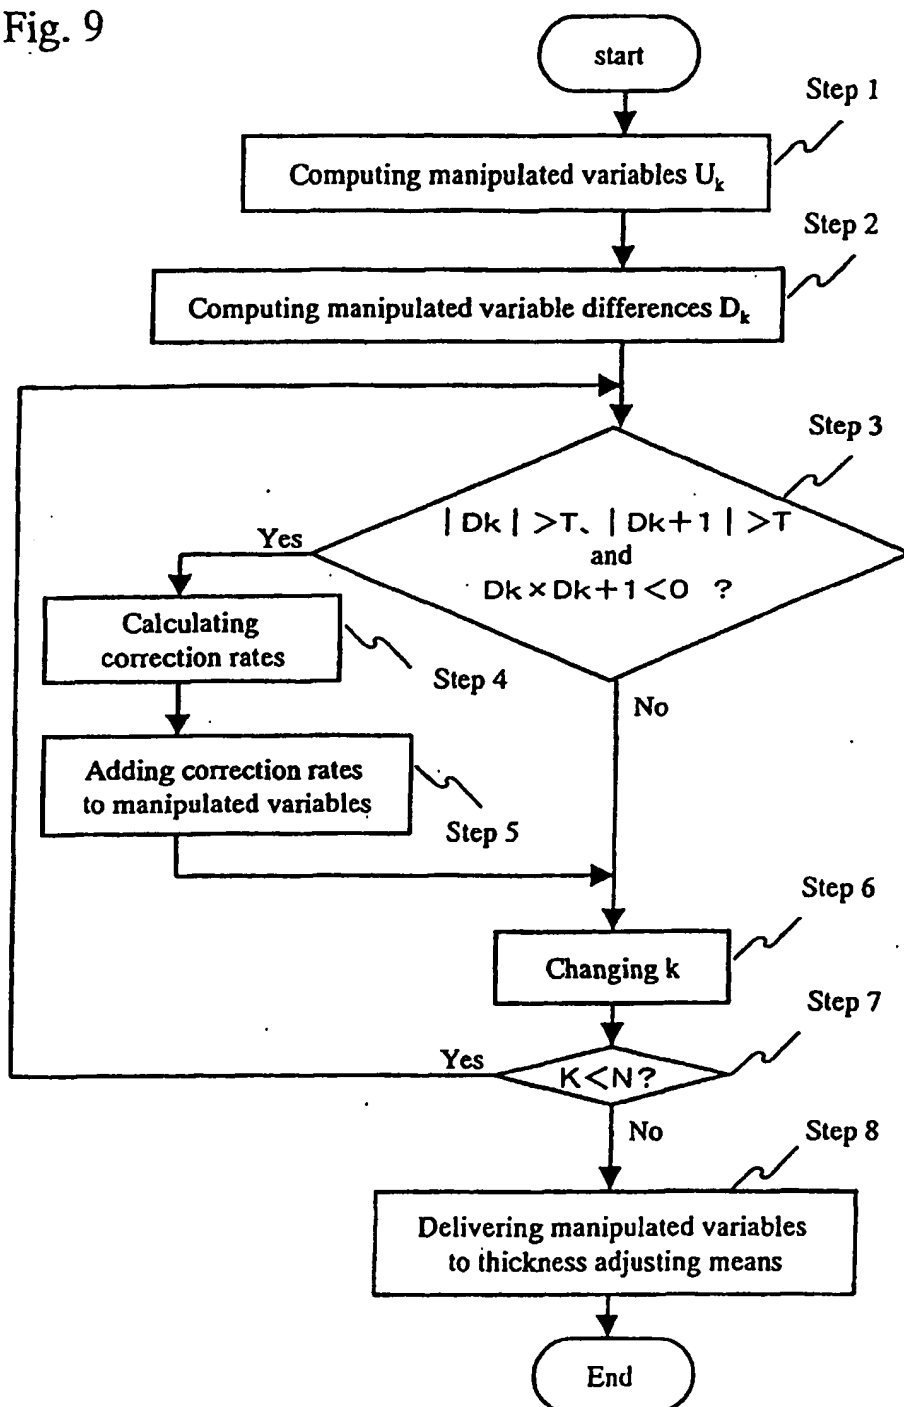 Fig. 9
start
Step 1
Computing manipulated variables Uk
Step 2
Computing manipulated variable differences Dk
Step 3
| Dk | >T、| Dk+1 | >T
and
Dk×Dk+1<0 ?
Yes
Calculating
correction rates
Step 4
No
Adding correction rates
to manipulated variables
Step 5
Step 6
Changing k
Step 7
Yes
K<N?
No
Step 8
Delivering manipulated variables
to thickness adjusting means
End